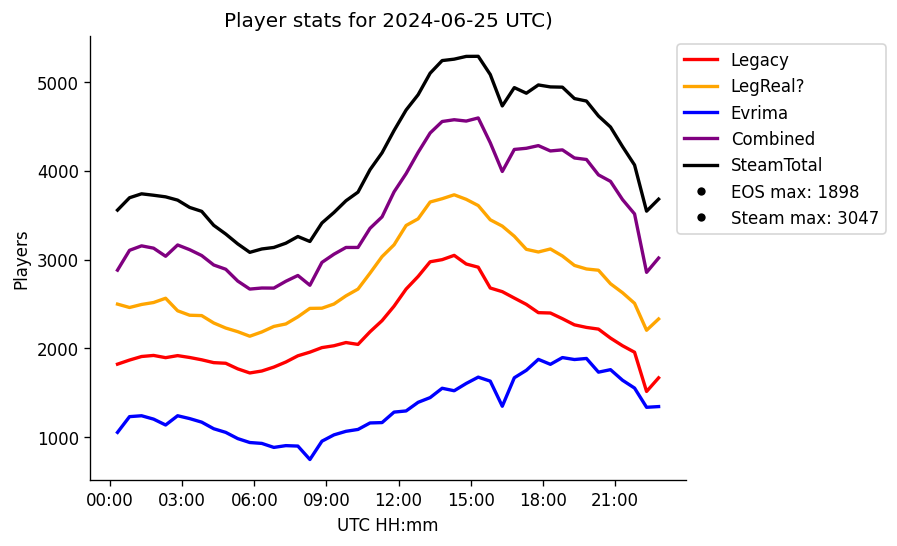 Player stats for 2024-06-25 UTC)
Legacy
LegReal?
Evrima
Combined
SteamTotal
EOS max: 1898
Steam max: 3047
Players
5000
4000
3000
2000
1000
00:00 03:00 06:00 09:00 12:00 15:00 18:00 21:00
UTC HH:mm